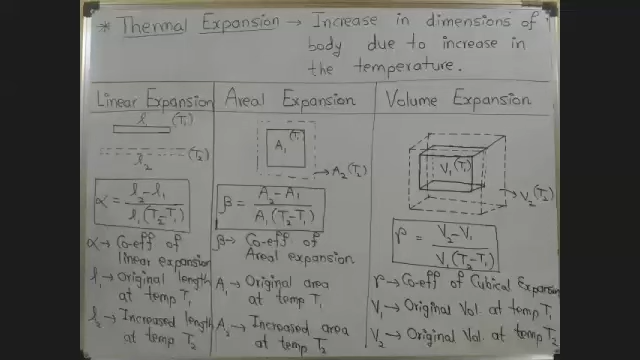 * Thermal Expansion → Increase in dimensions of
body due to increase in
the temperature.
Linear Expansion
l (T₁)
l₂ (T₂)
α = l₂-l₁ / l₁(T₂-T₁)
α → Co-eff of
linear expansion
l₁ → Original length
at temp T₁
l₂ → Increased length
at temp T₂
Areal Expansion
A₁ (T₁)
→ A₂(T₂)
β = A₂-A₁ / A₁(T₂-T₁)
β → Co-eff of
Areal expansion
A₁ → Original area
at temp T₁
A₂ → Increased area
at temp T₂
Volume Expansion
V₁(T₁)
→ V₂(T₂)
γ = V₂-V₁ / V₁(T₂-T₁)
γ → Co-eff of Cubical Expansion
V₁ → Original Vol. at temp T₁
V₂ → Original Vol. at temp T₂